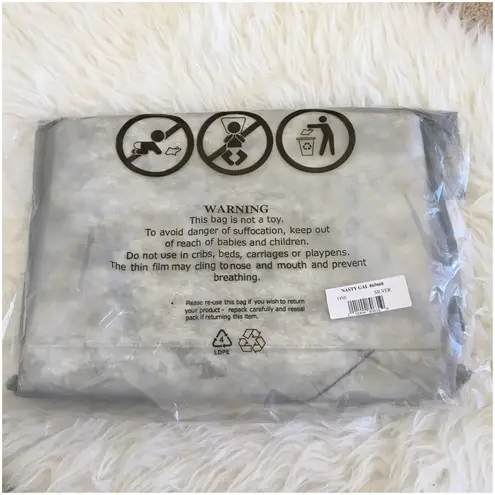 WARNING
This bag is not a toy.
To avoid danger of suffocation, keep out
of reach of babies and children.
Do not use in cribs, beds, carriages or playpens.
The thin film may cling to nose and mouth and prevent
breathing.
• Please re-use this bag if you wish to return
your product - repack carefully and reseal
pack if returning this item.
NASTY GAL
ONE SILVER
4
LDPE